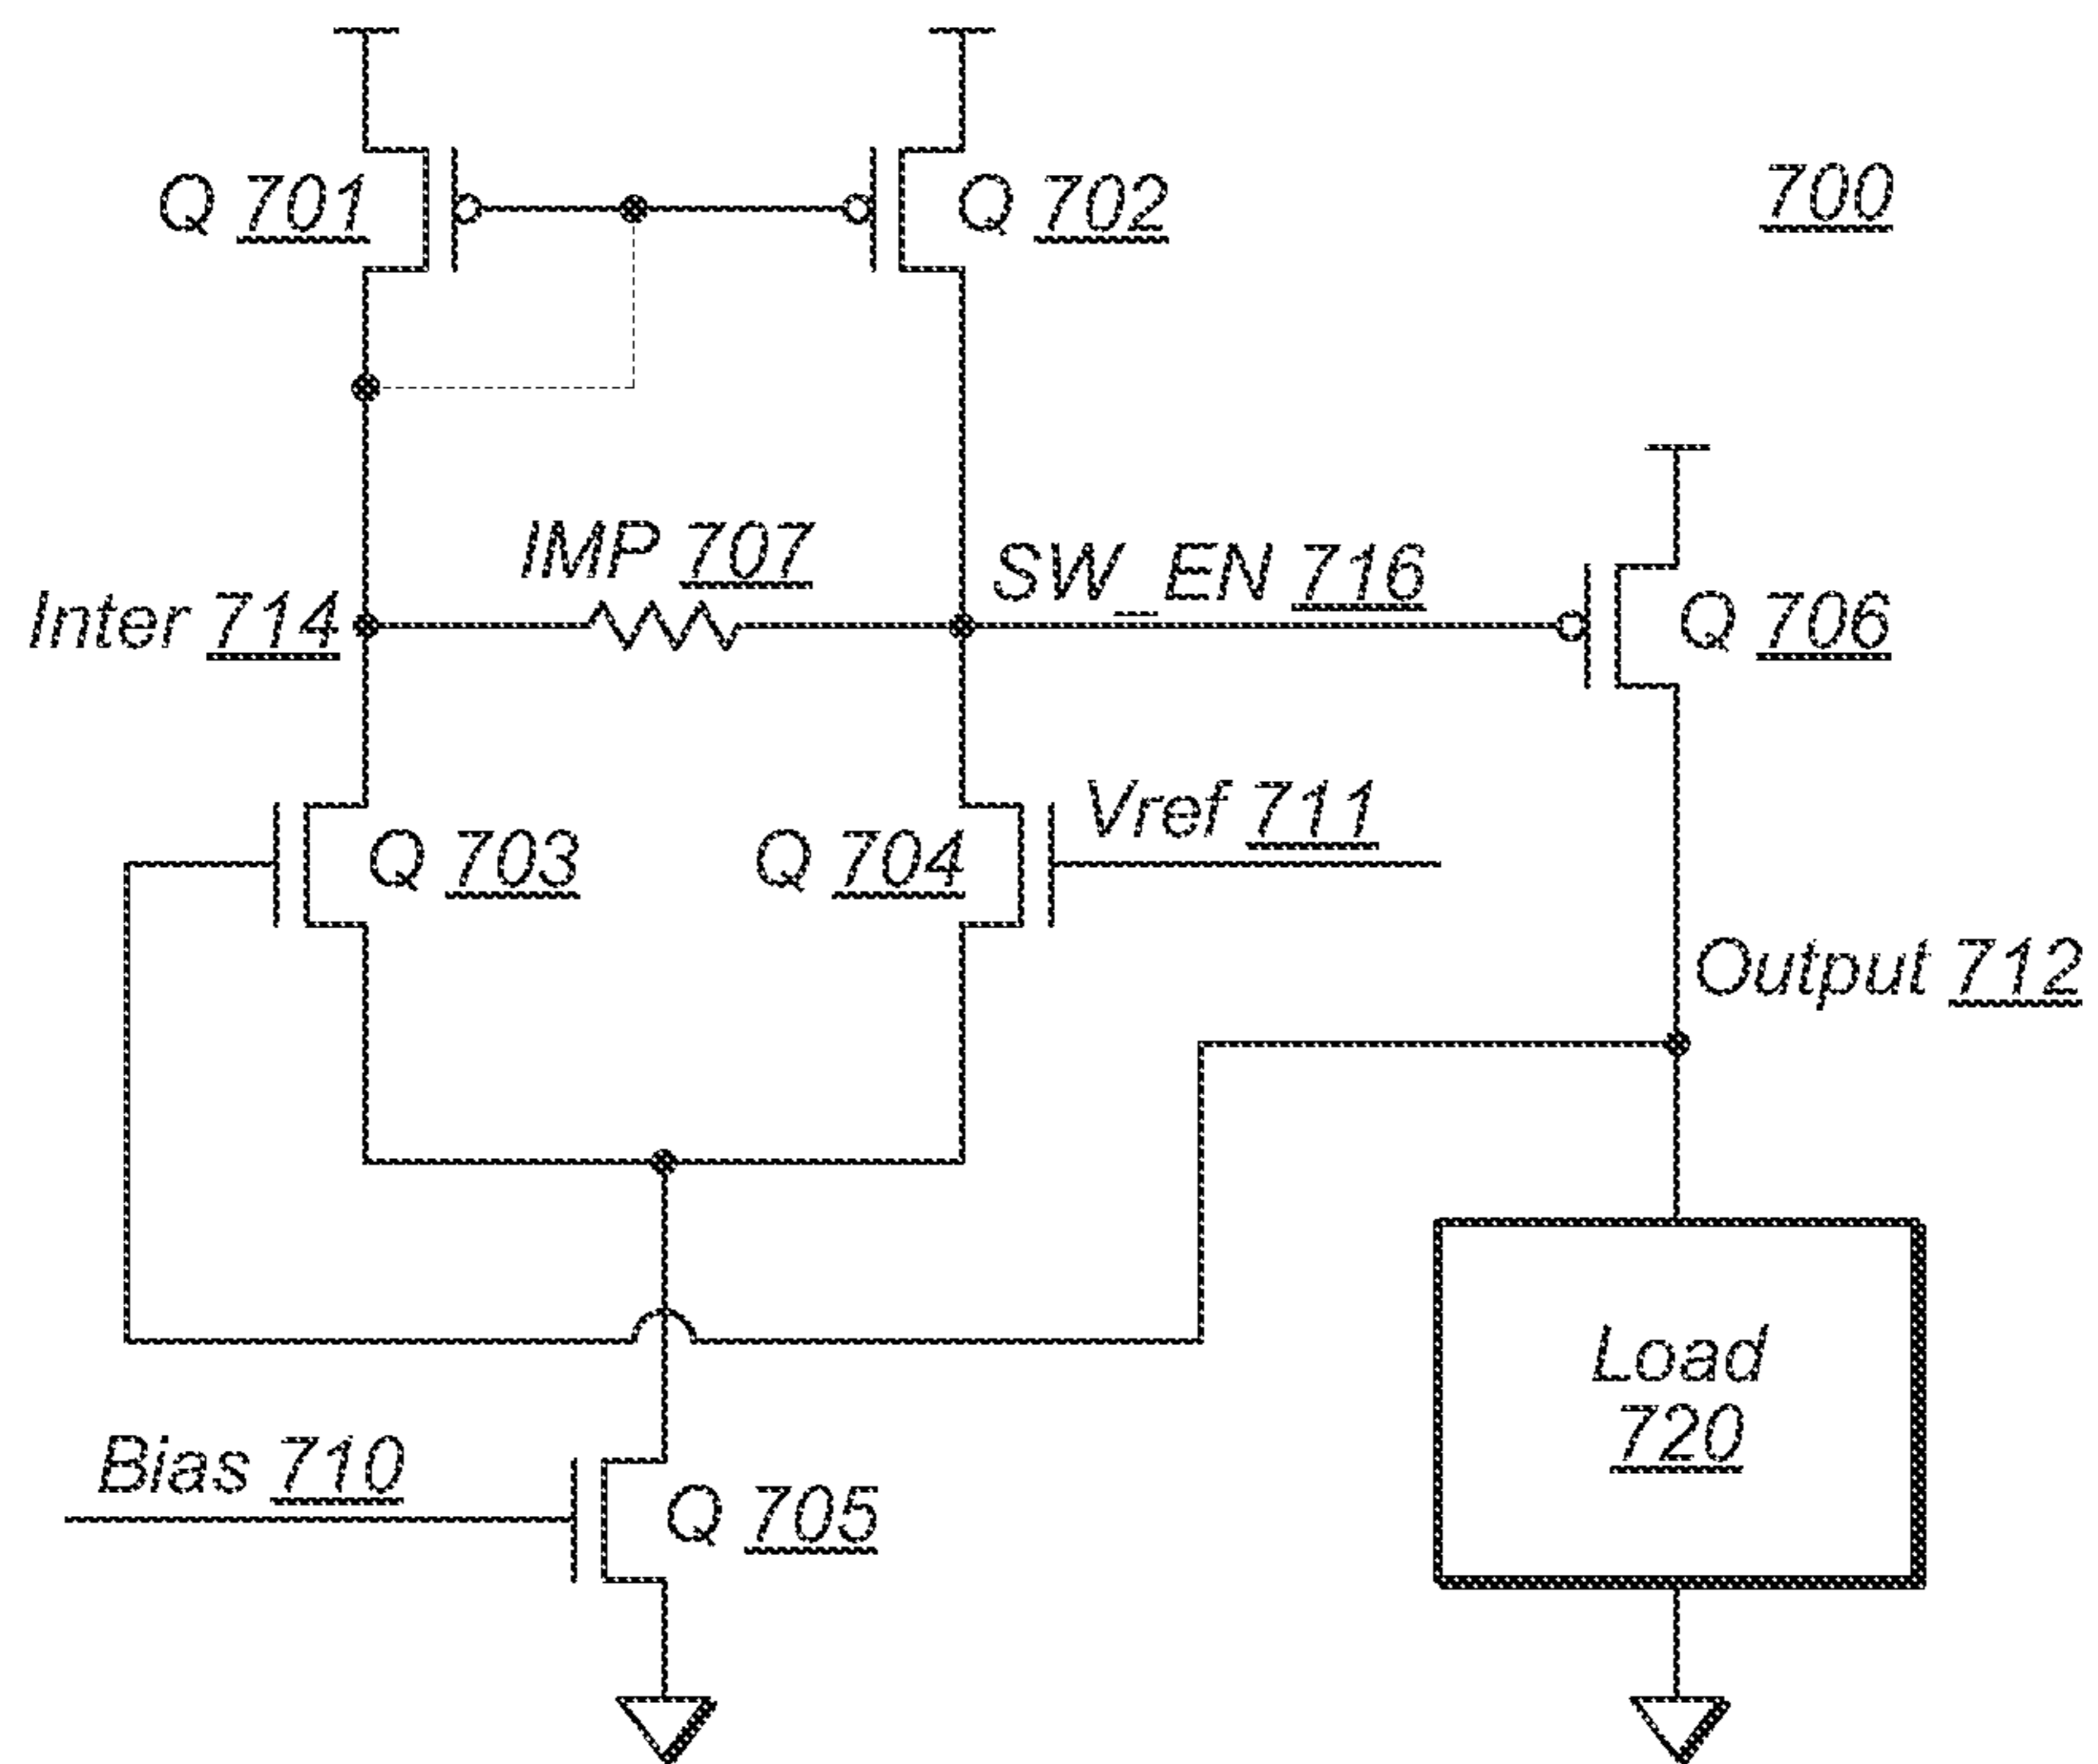 Q 701
Q 702
700
IMP 707
SW_EN 716
Inter 714
Q 706
Vref 711
Q 703
Q 704
Output 712
Load
720
Bias 710
Q 705